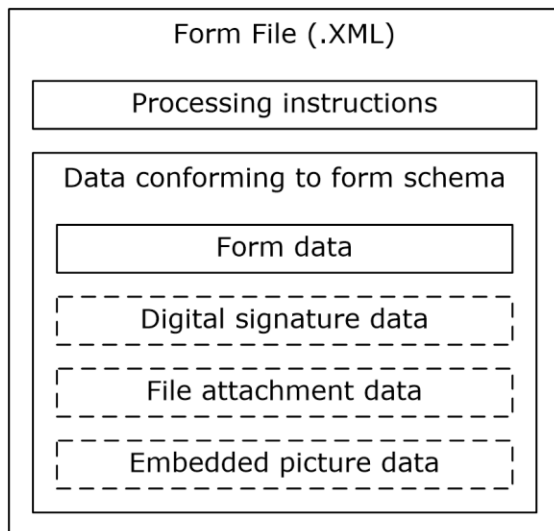 Form File (.XML)
Processing instructions
Data conforming to form schema
Form data
Digital signature data
File attachment data
Embedded picture data